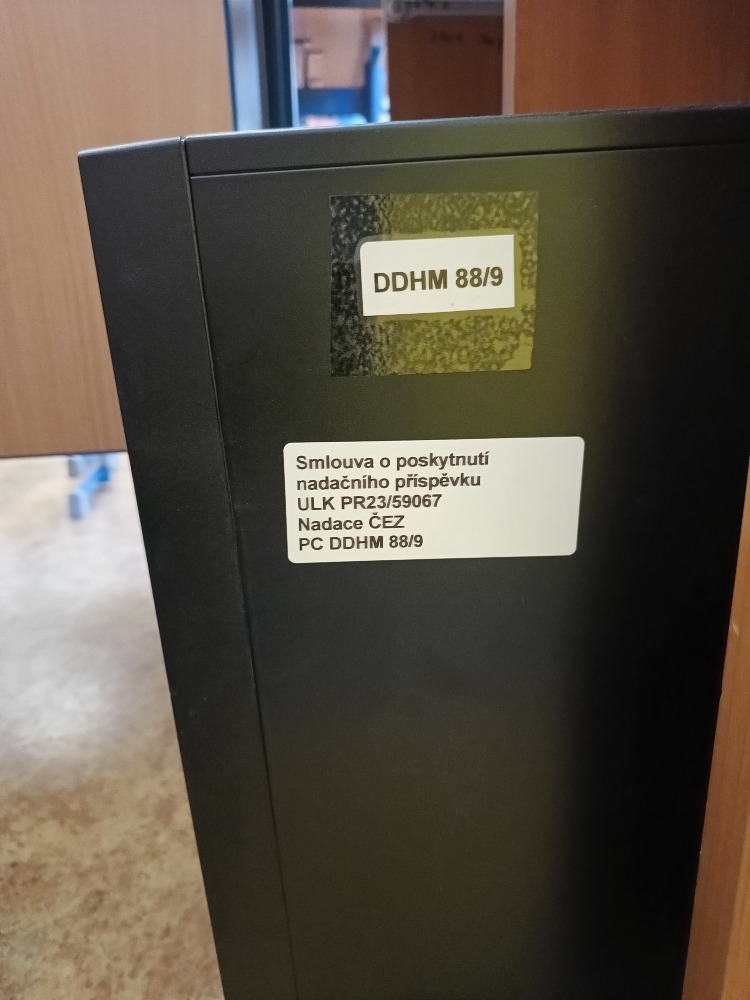 DDHM 88/9
Smlouva o poskytnutí
nadačního příspěvku
ULK PR23/59067
Nadace ČEZ
PC DDHM 88/9